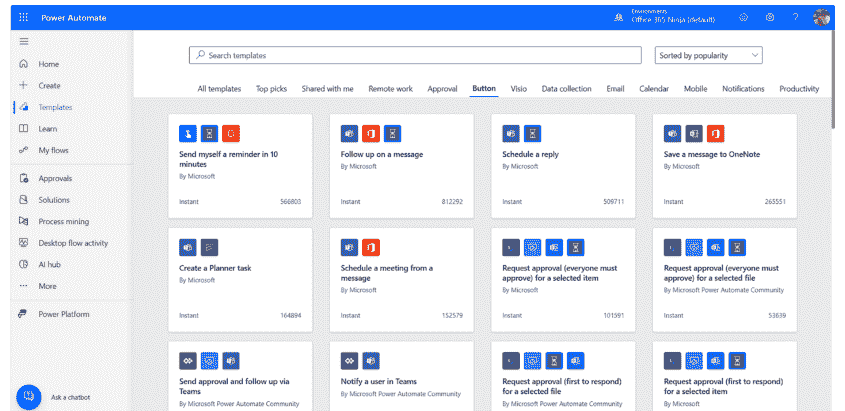 Power Automate
Environments
Office 365 Ninja (default)
Home
Create
Templates
Learn
My flows
Approvals
Solutions
Process mining
Desktop flow activity
AI hub
More
Power Platform
Ask a chatbot
Search templates
Sorted by popularity
All templates Top picks Shared with me Remote work Approval Button Visio Data collection Email Calendar Mobile Notifications Productivity
Send myself a reminder in 10
minutes
By Microsoft
Instant 566803
Follow up on a message
By Microsoft
Instant 812292
Schedule a reply
By Microsoft
Instant 509711
Save a message to OneNote
By Microsoft
Instant 265551
Create a Planner task
By Microsoft
Instant 164894
Schedule a meeting from a
message
By Microsoft
Instant 152579
Request approval (everyone must
approve) for a selected item
By Microsoft
Instant 101591
Request approval (everyone must
approve) for a selected file
By Microsoft Power Automate Community
Instant 53639
Send approval and follow up via
Teams
By Microsoft Power Automate Community
Notify a user in Teams
By Microsoft Power Automate Community
Request approval (first to respond)
for a selected file
By Microsoft Power Automate Community
Request approval (first to respond)
for a selected item
By Microsoft